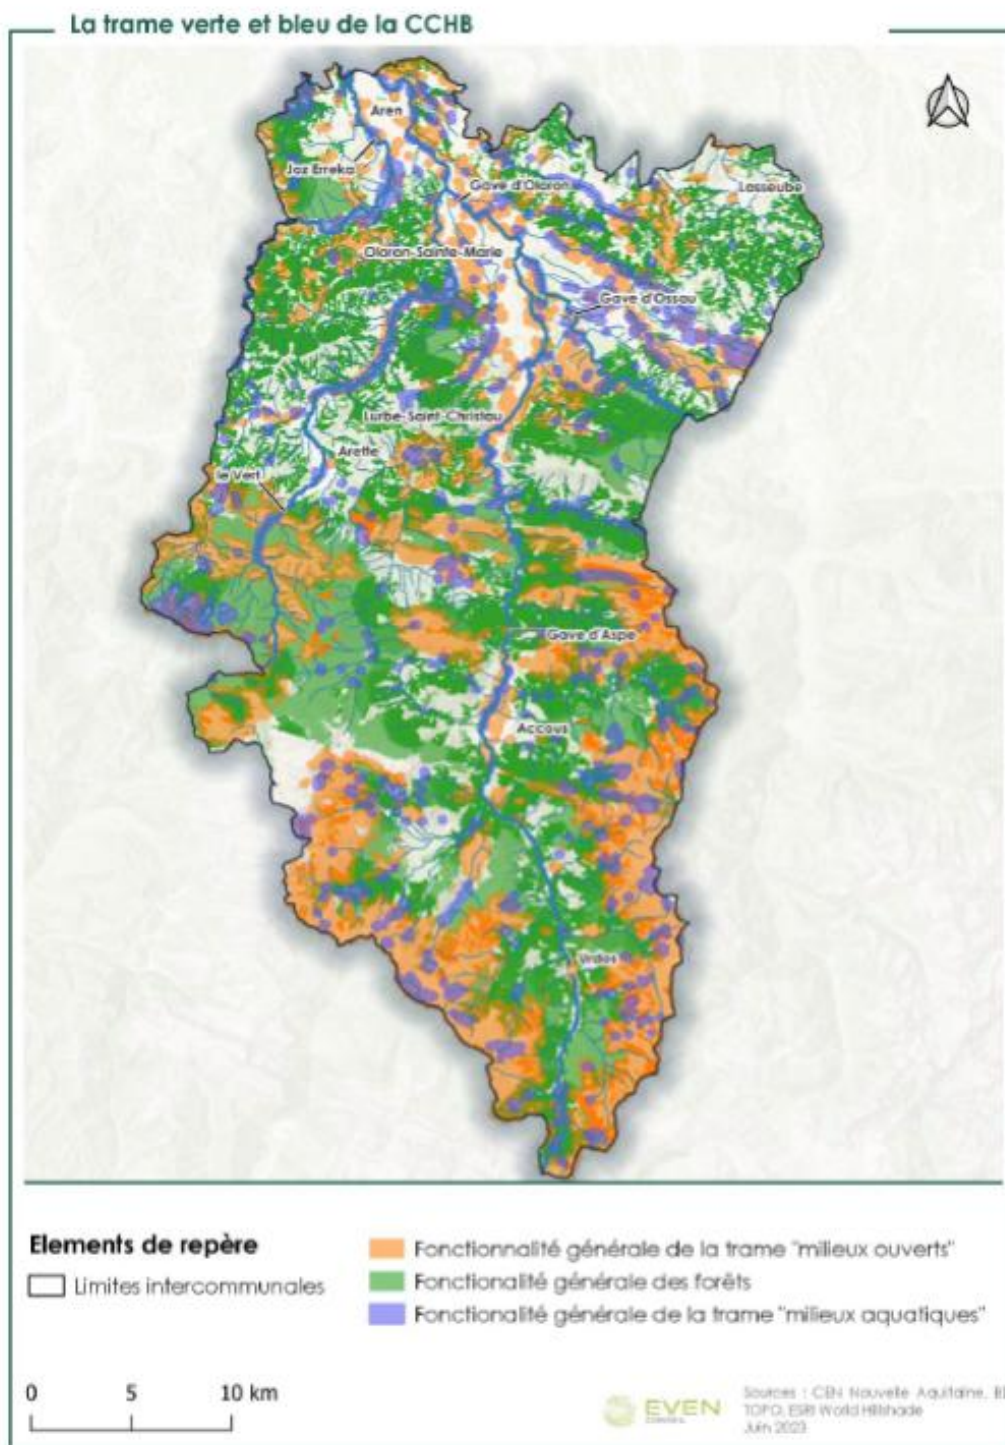 La trame verte et bleu de la CCHB
Aren
Joz Erreka
Lasseube
Gave d'Oloron
Oloron-Sainte-Marie
Gave d'Ossau
Lurbe-Saint-Christau
Arette
le Vert
Gave d'Aspe
Accous
Urdos
Elements de repère
Limites intercommunales
Fonctionnalité générale de la trame "milieux ouverts"
Fonctionalité générale des forêts
Fonctionalité générale de la trame "milieux aquatiques"
0 5 10 km
EVEN
CONSEIL
Sources : CEN Nouvelle Aquitaine, BD
TOPO, ESRI World Hillshade
Juin 2023